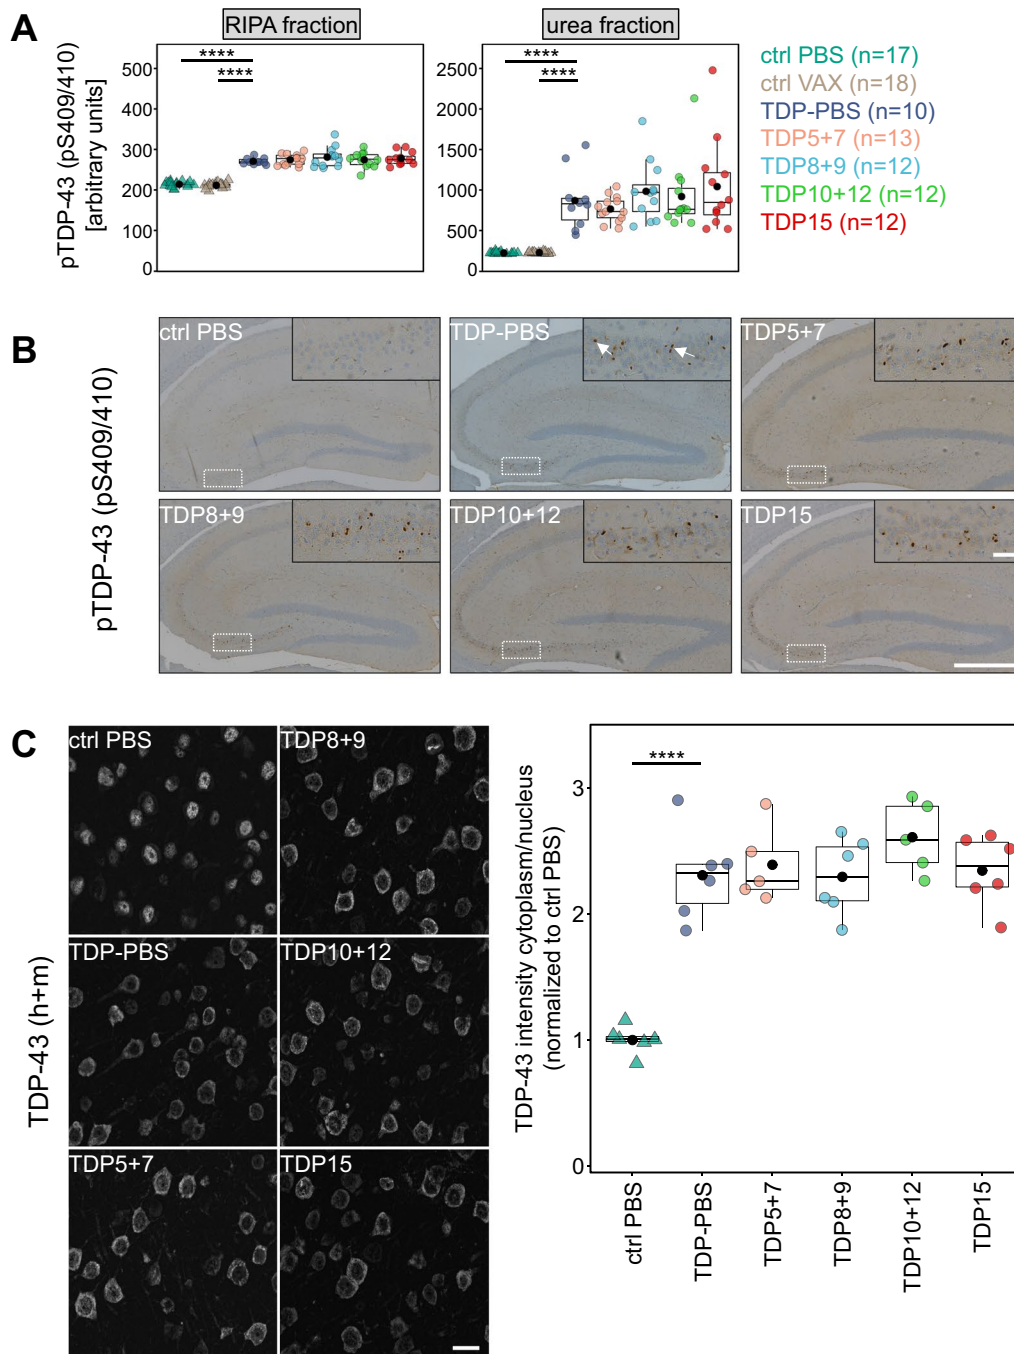 A
RIPA fraction
urea fraction
pTDP-43 (pS409/410)
[arbitrary units]
500
400
300
200
100
0
****
****
2500
2000
1500
1000
500
0
****
****
ctrl PBS (n=17)
ctrl VAX (n=18)
TDP-PBS (n=10)
TDP5+7 (n=13)
TDP8+9 (n=12)
TDP10+12 (n=12)
TDP15 (n=12)
B
pTDP-43 (pS409/410)
ctrl PBS
TDP-PBS
TDP5+7
TDP8+9
TDP10+12
TDP15
C
TDP-43 (h+m)
ctrl PBS
TDP8+9
TDP-PBS
TDP10+12
TDP5+7
TDP15
TDP-43 intensity cytoplasm/nucleus
(normalized to ctrl PBS)
3
2
1
0
****
ctrl PBS
TDP-PBS
TDP5+7
TDP8+9
TDP10+12
TDP15